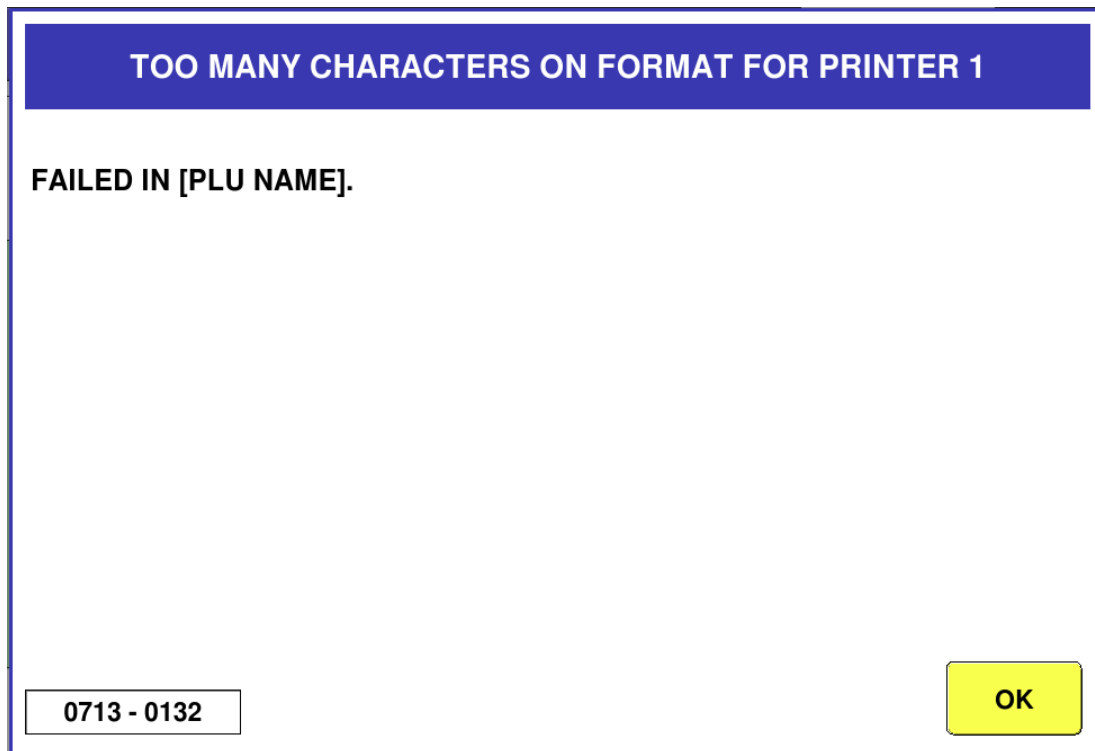 TOO MANY CHARACTERS ON FORMAT FOR PRINTER 1
FAILED IN [PLU NAME].
0713 - 0132
OK